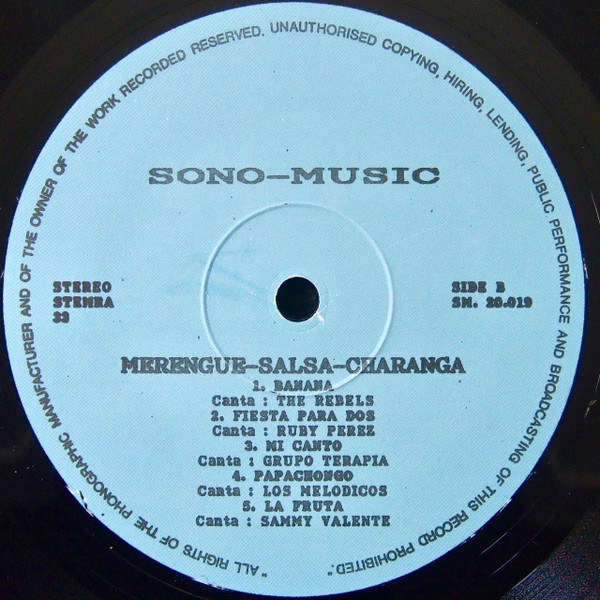 "ALL RIGHTS OF THE PHONOGRAPHIC MANUFACTURER AND OF THE OWNER OF THE WORK RECORDED RESERVED. UNAUTHORISED COPYING, HIRING, LENDING, PUBLIC PERFORMANCE AND BROADCASTING OF THIS RECORD PROHIBITED."
SONO-MUSIC
STEREO
STEMRA
33
SIDE B
SM. 20.019
MERENGUE-SALSA-CHARANGA
1. BANANA
Canta : THE REBELS
2. FIESTA PARA DOS
Canta : RUBY PEREZ
3. MI CANTO
Canta : GRUPO TERAPIA
4. PAPACHONGO
Canta : LOS MELODICOS
5. LA FRUTA
Canta : SAMMY VALENTE